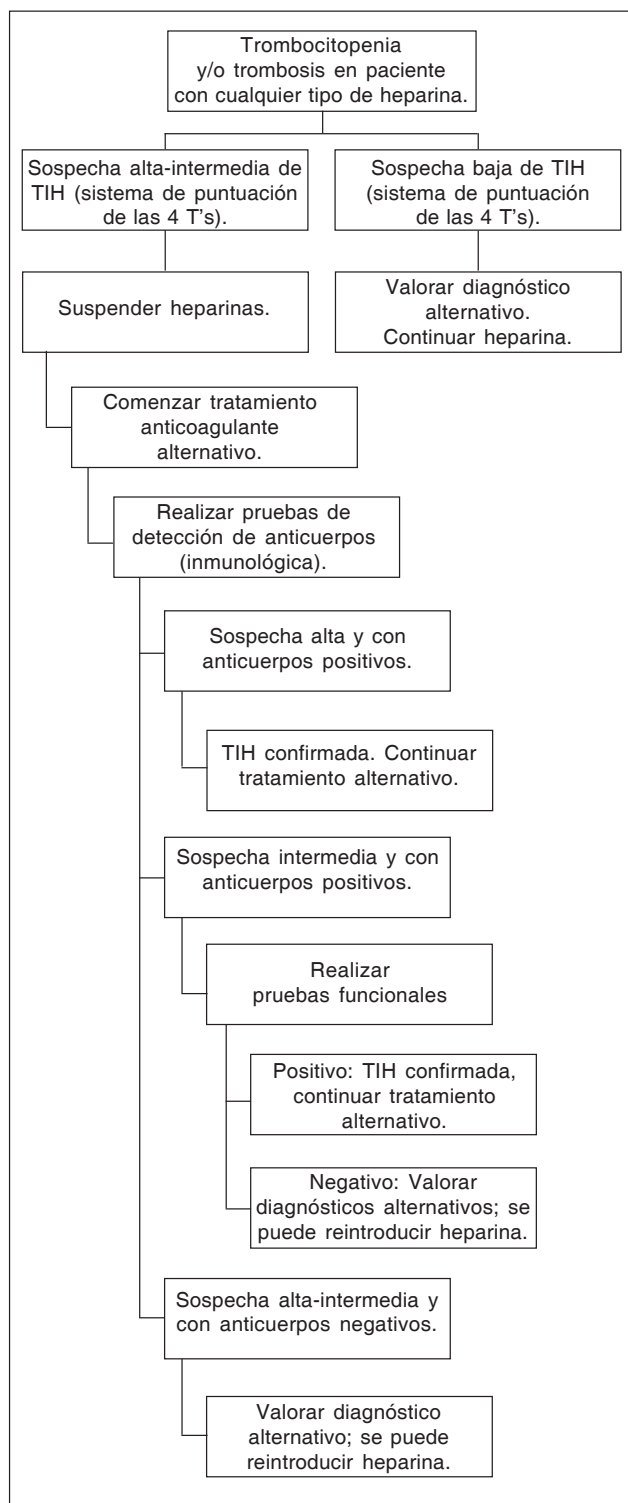 Trombocitopenia
y/o trombosis en paciente
con cualquier tipo de heparina.
Sospecha alta-intermedia de
TIH (sistema de puntuación
de las 4 T's).
Sospecha baja de TIH
(sistema de puntuación
de las 4 T's).
Suspender heparinas.
Valorar diagnóstico
alternativo.
Continuar heparina.
Comenzar tratamiento
anticoagulante
alternativo.
Realizar pruebas de
detección de anticuerpos
(inmunológica).
Sospecha alta y con
anticuerpos positivos.
TIH confirmada. Continuar
tratamiento alternativo.
Sospecha intermedia y con
anticuerpos positivos.
Realizar
pruebas funcionales
Positivo: TIH confirmada,
continuar tratamiento
alternativo.
Negativo: Valorar
diagnósticos alternativos; se
puede reintroducir heparina.
Sospecha alta-intermedia y
con anticuerpos negativos.
Valorar diagnóstico
alternativo; se puede
reintroducir heparina.